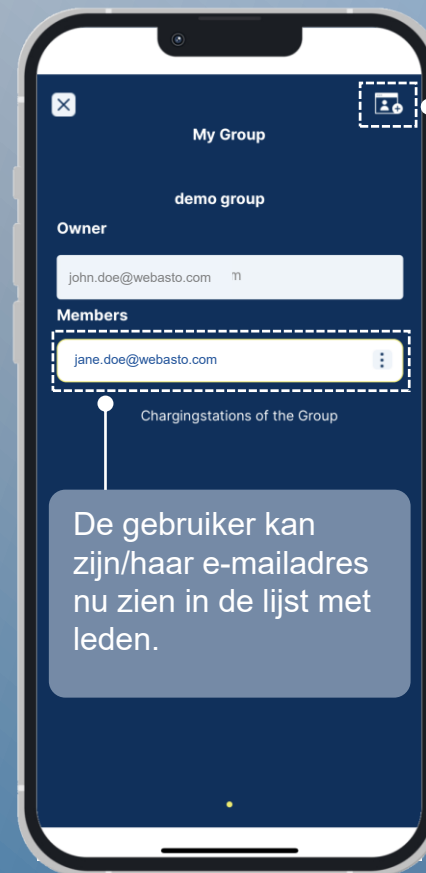 My Group
demo group
Owner
john.doe@webasto.com m
Members
jane.doe@webasto.com
Chargingstations of the Group
De gebruiker kan
zijn/haar e-mailadres
nu zien in de lijst met
leden.